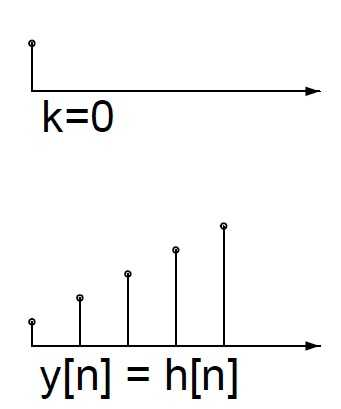 k=0
y[n] = h[n]